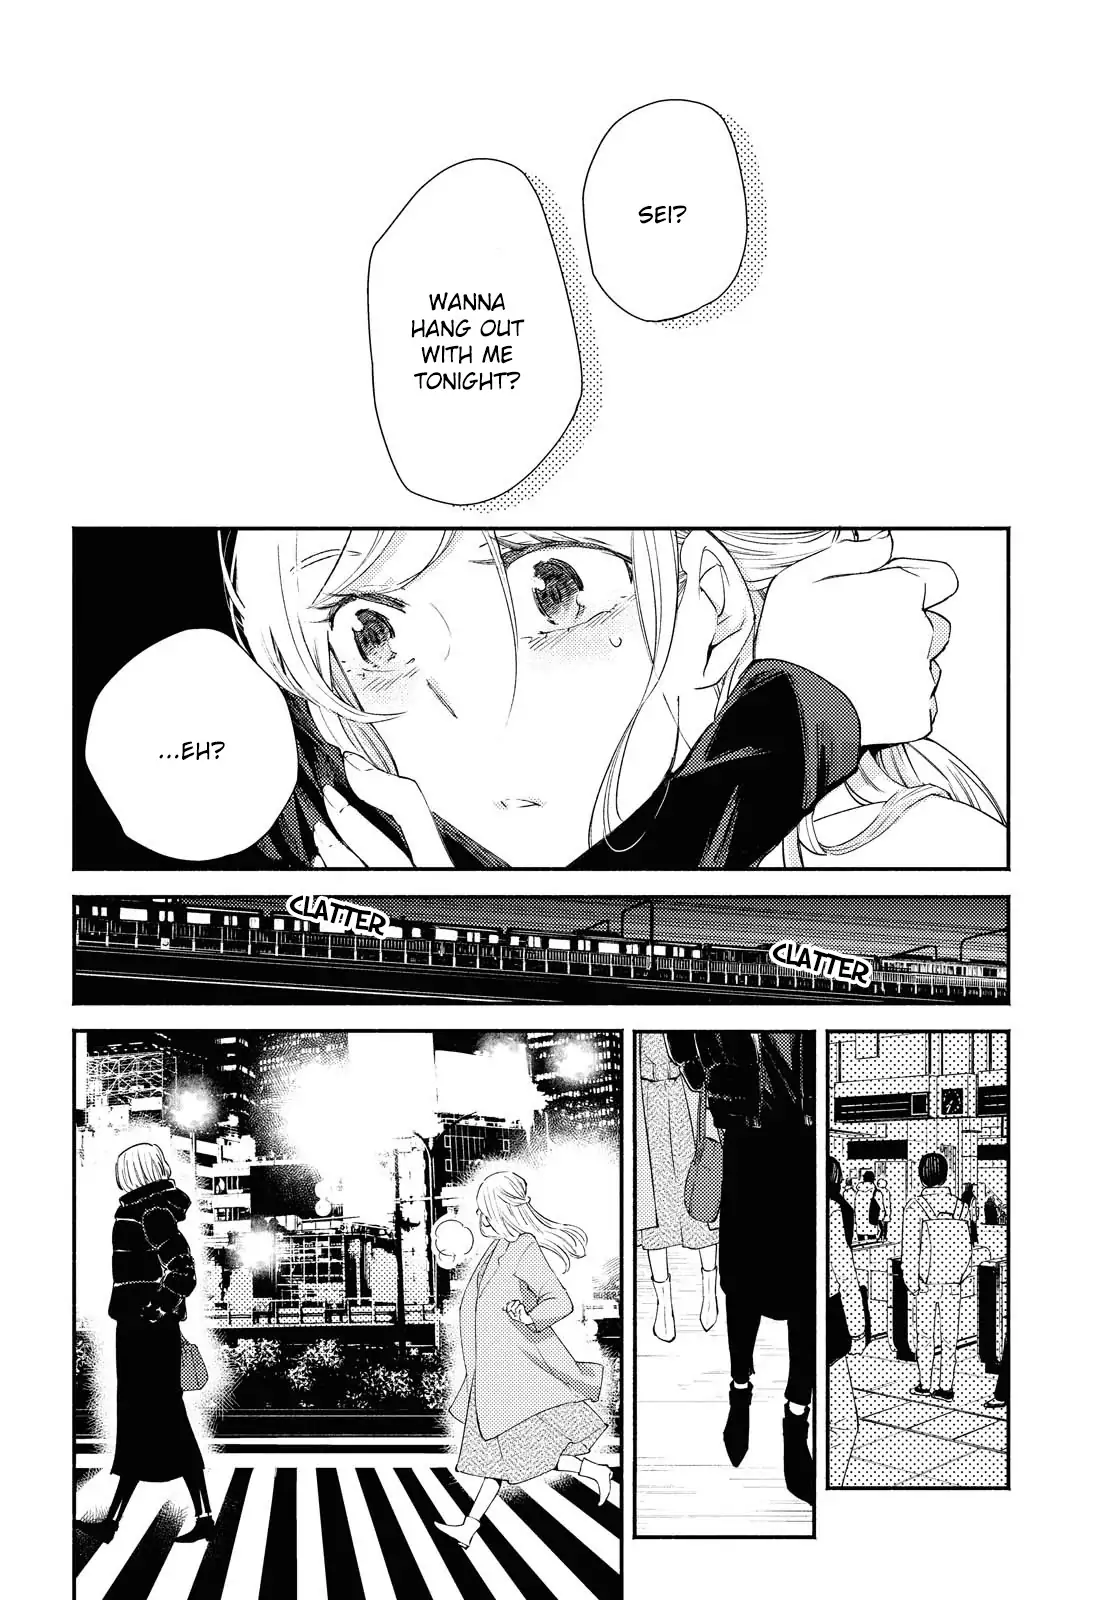 SEI?
WANNA
HANG OUT
WITH ME
TONIGHT?
...EH?
CLATTER
CLATTER